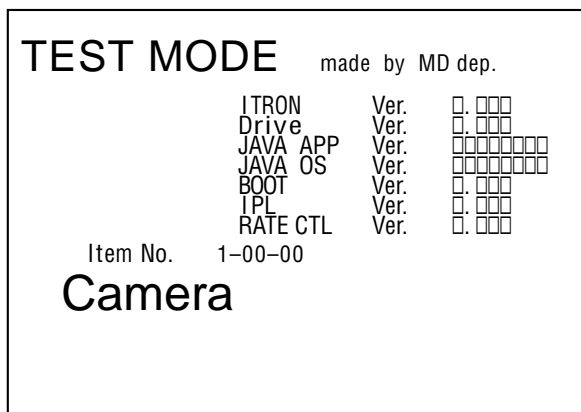 TEST MODE made by MD dep.
ITRON Ver. □. □□□
Drive Ver. □. □□□
JAVA APP Ver. □□□□□□□□
JAVA OS Ver. □□□□□□□□
BOOT Ver. □. □□□
IPL Ver. □. □□□
RATE CTL Ver. □. □□□
Item No. 1–00–00
Camera